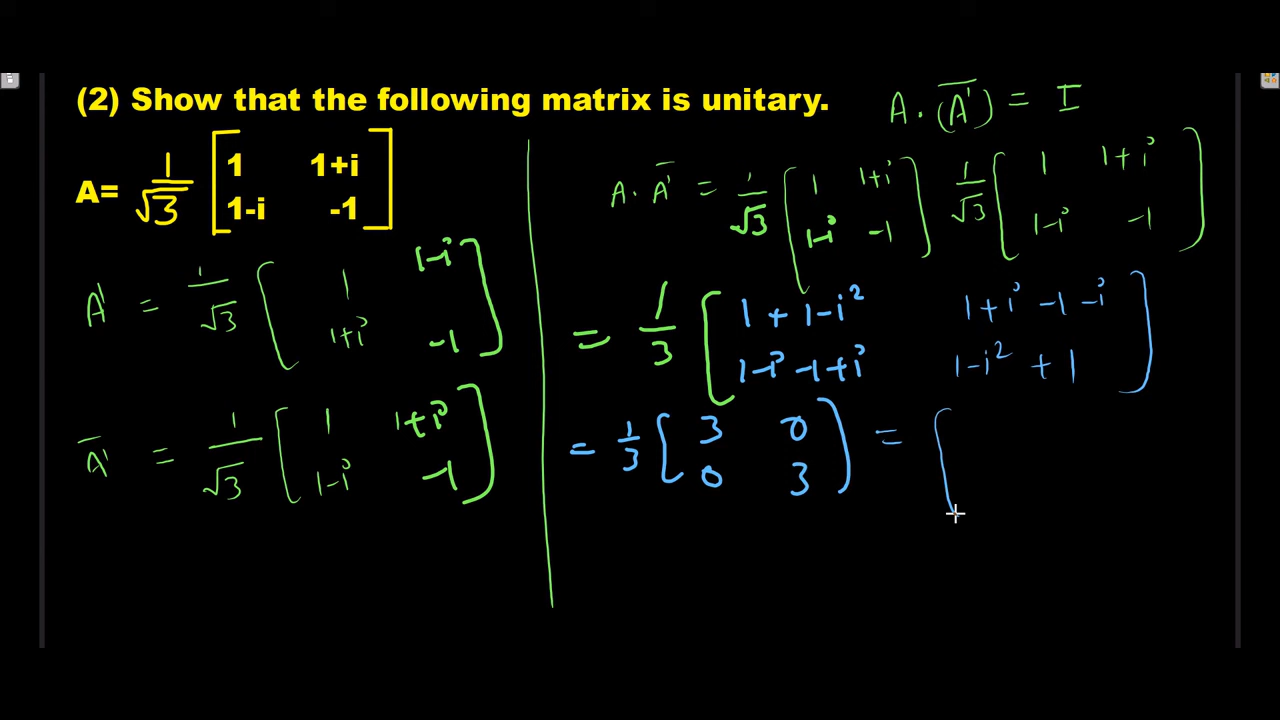 (2) Show that the following matrix is unitary.
A= 1/√3 [1 1+i
1-i -1]
A' = 1/√3 [1 1-i
1+i -1]
A̅' = 1/√3 [1 1+i
1-i -1]
A . (A̅') = I
A . A̅' = 1/√3 [1 1+i 1/√3 [1 1+i
1-i -1] 1-i -1]
= 1/3 [1 + 1-i² 1+i -1 -i
1-i -1+i 1-i² + 1]
= 1/3 [3 0 = [
0 3]